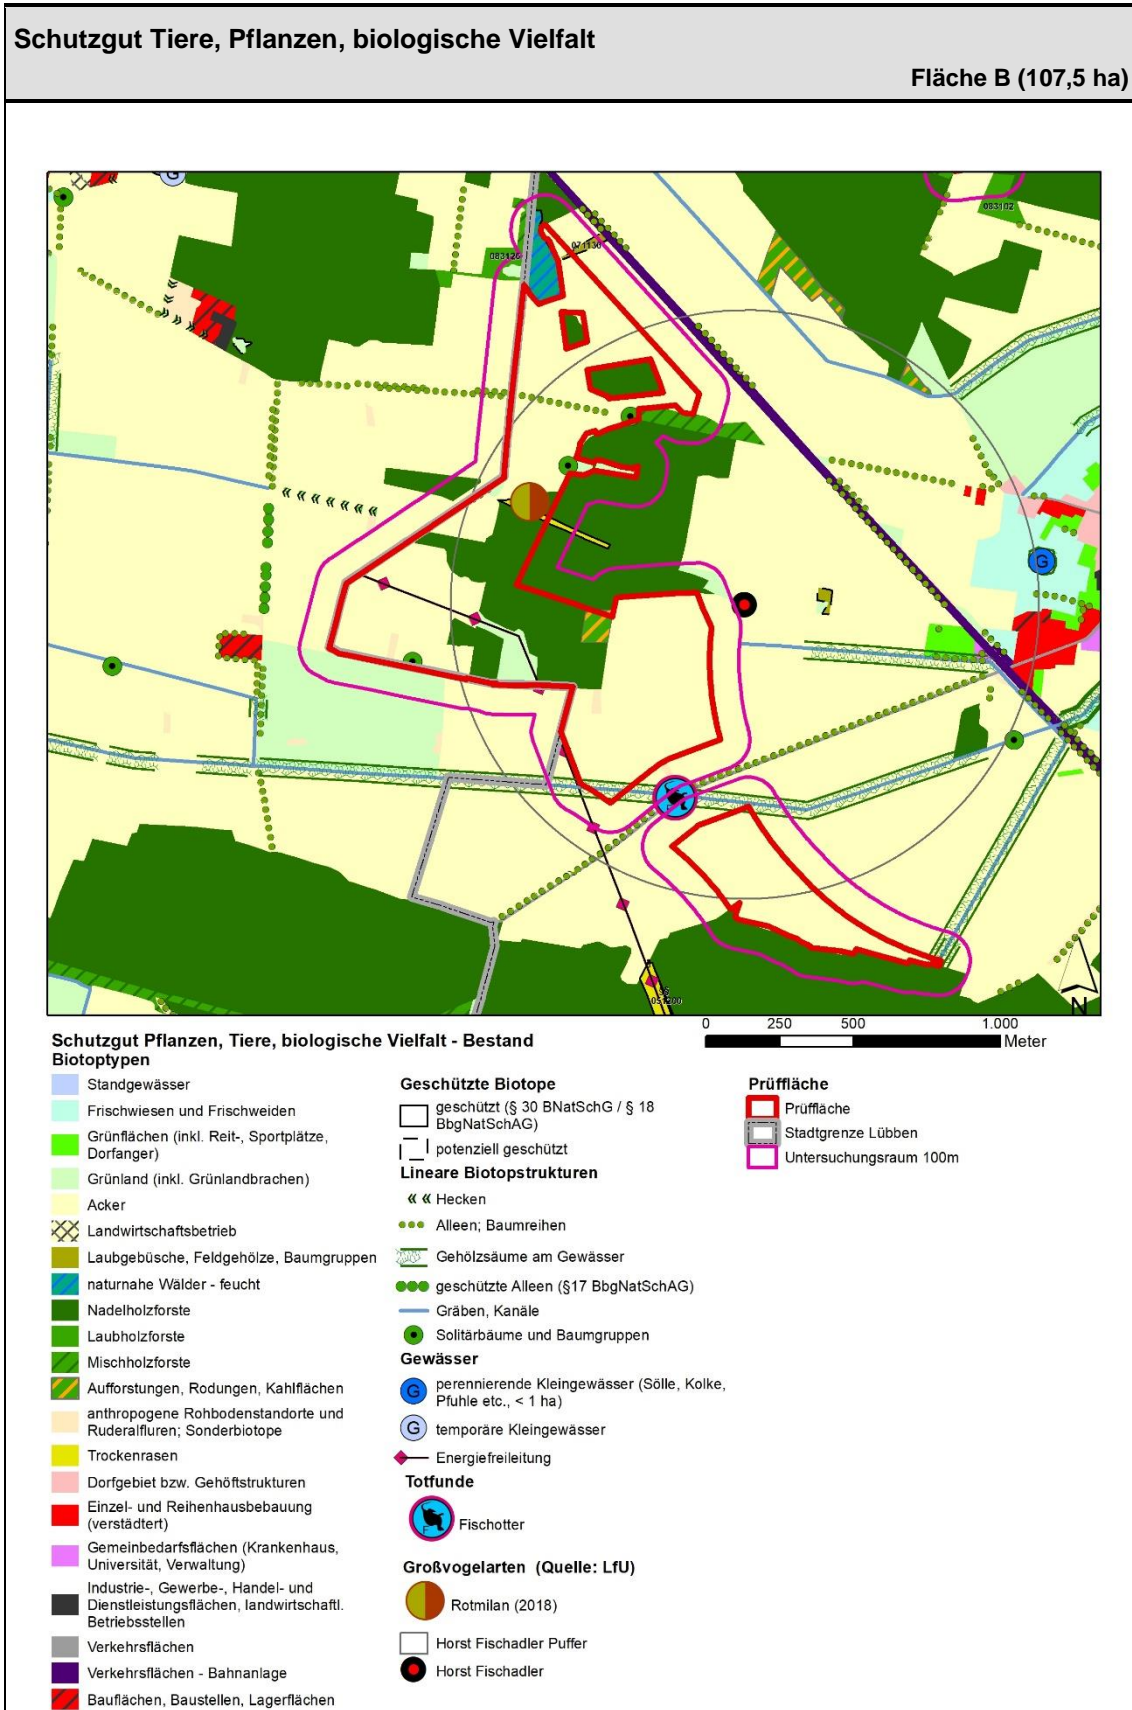 Schutzgut Tiere, Pflanzen, biologische Vielfalt
Fläche B (107,5 ha)
G
083102
071130
083120
G
F
051200
N
0 250 500 1.000
Meter
Schutzgut Pflanzen, Tiere, biologische Vielfalt - Bestand
Biotoptypen
Standgewässer
Frischwiesen und Frischweiden
Grünflächen (inkl. Reit-, Sportplätze,
Dorfanger)
Grünland (inkl. Grünlandbrachen)
Acker
Landwirtschaftsbetrieb
Laubgebüsche, Feldgehölze, Baumgruppen
naturnahe Wälder - feucht
Nadelholzforste
Laubholzforste
Mischholzforste
Aufforstungen, Rodungen, Kahlflächen
anthropogene Rohbodenstandorte und
Ruderalfluren; Sonderbiotope
Trockenrasen
Dorfgebiet bzw. Gehöftstrukturen
Einzel- und Reihenhausbebauung
(verstädtert)
Gemeinbedarfsflächen (Krankenhaus,
Universität, Verwaltung)
Industrie-, Gewerbe-, Handel- und
Dienstleistungsflächen, landwirtschaftl.
Betriebsstellen
Verkehrsflächen
Verkehrsflächen - Bahnanlage
Bauflächen, Baustellen, Lagerflächen
Geschützte Biotope
geschützt (§ 30 BNatSchG / § 18
BbgNatSchAG)
potenziell geschützt
Lineare Biotopstrukturen
Hecken
Alleen; Baumreihen
Gehölzsäume am Gewässer
geschützte Alleen (§17 BbgNatSchAG)
Gräben, Kanäle
Solitärbäume und Baumgruppen
Gewässer
G
perennierende Kleingewässer (Sölle, Kolke,
Pfuhle etc., < 1 ha)
G
temporäre Kleingewässer
Energiefreileitung
Totfunde
F
Fischotter
Großvogelarten (Quelle: LfU)
Rotmilan (2018)
Horst Fischadler Puffer
Horst Fischadler
Prüffläche
Prüffläche
Stadtgrenze Lübben
Untersuchungsraum 100m